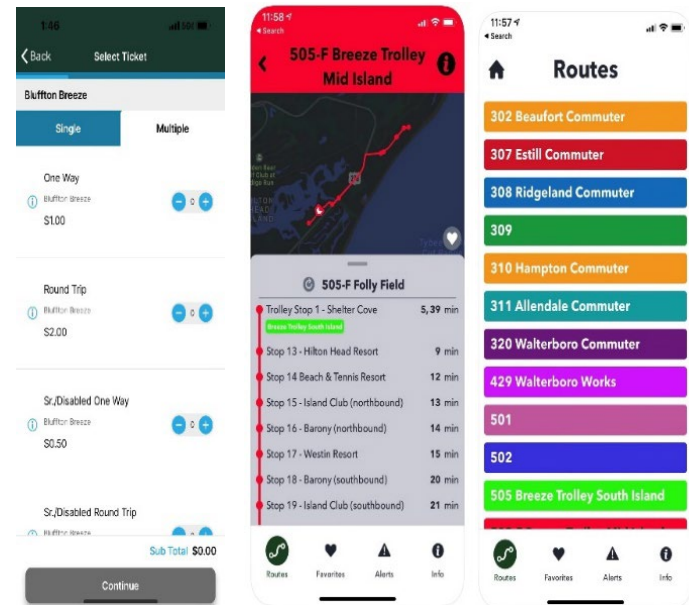 1:46
Back
Select Ticket
Bluffton Breeze
Single
Multiple
One Way
Bluffton Breeze
0
$1.00
Round Trip
Bluffton Breeze
0
$2.00
Sr./Disabled One Way
Bluffton Breeze
0
$0.50
Sr./Disabled Round Trip
Bluffton Breeze
0
Sub Total $0.00
Continue
11:58
Search
505-F Breeze Trolley
Mid Island
HILTON
HEAD
ISLAND
505-F Folly Field
Trolley Stop 1 - Shelter Cove 5, 39 min
Breeze Trolley South Island
Stop 13 - Hilton Head Resort 9 min
Stop 14 Beach & Tennis Resort 12 min
Stop 15 - Island Club (northbound) 13 min
Stop 16 - Barony (northbound) 14 min
Stop 17 - Westin Resort 15 min
Stop 18 - Barony (southbound) 20 min
Stop 19 - Island Club (southbound) 21 min
Routes Favorites Alerts Info
11:57
Search
Routes
302 Beaufort Commuter
307 Estill Commuter
308 Ridgeland Commuter
309
310 Hampton Commuter
311 Allendale Commuter
320 Walterboro Commuter
429 Walterboro Works
501
502
505 Breeze Trolley South Island
Routes Favorites Alerts Info